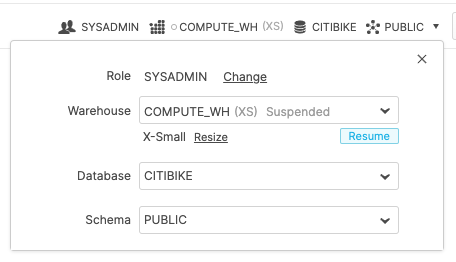 SYSADMIN COMPUTE_WH (XS) CITIBIKE PUBLIC
Role SYSADMIN Change
Warehouse COMPUTE_WH (XS) Suspended
X-Small Resize Resume
Database CITIBIKE
Schema PUBLIC